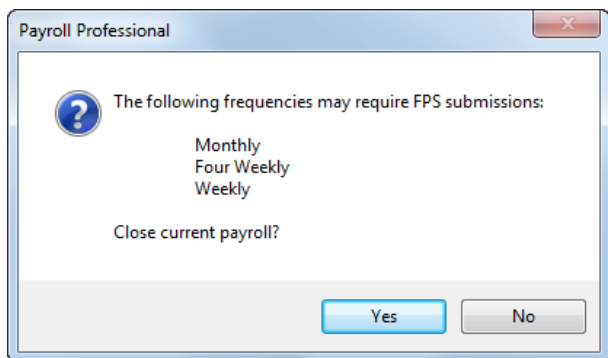 Payroll Professional
The following frequencies may require FPS submissions:
Monthly
Four Weekly
Weekly
Close current payroll?
Yes
No